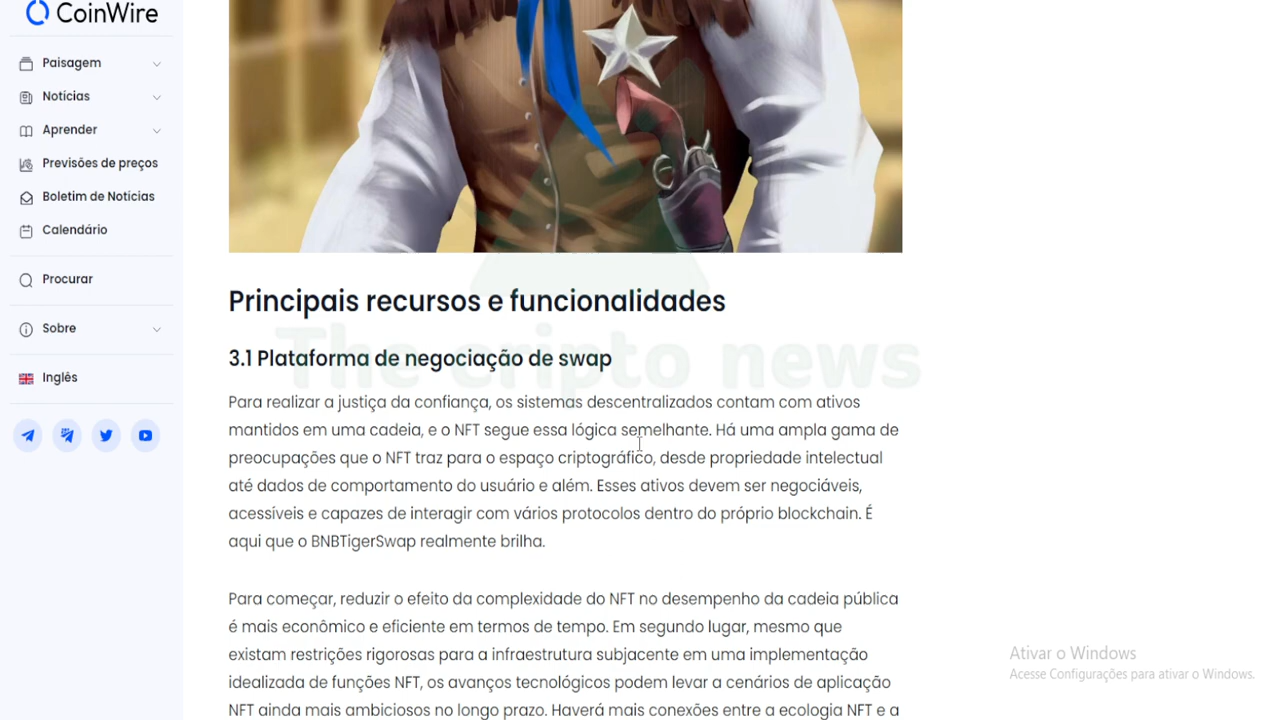 CoinWire
Paisagem
Notícias
Aprender
Previsões de preços
Boletim de Notícias
Calendário
Procurar
Sobre
Inglês
Principais recursos e funcionalidades
The cripto news
3.1 Plataforma de negociação de swap
Para realizar a justiça da confiança, os sistemas descentralizados contam com ativos
mantidos em uma cadeia, e o NFT segue essa lógica semelhante. Há uma ampla gama de
preocupações que o NFT traz para o espaço criptográfico, desde propriedade intelectual
até dados de comportamento do usuário e além. Esses ativos devem ser negociáveis,
acessíveis e capazes de interagir com vários protocolos dentro do próprio blockchain. É
aqui que o BNBTigerSwap realmente brilha.
Para começar, reduzir o efeito da complexidade do NFT no desempenho da cadeia pública
é mais econômico e eficiente em termos de tempo. Em segundo lugar, mesmo que
existam restrições rigorosas para a infraestrutura subjacente em uma implementação
idealizada de funções NFT, os avanços tecnológicos podem levar a cenários de aplicação
NFT ainda mais ambiciosos no longo prazo. Haverá mais conexões entre a ecologia NFT e a
Ativar o Windows
Acesse Configurações para ativar o Windows.